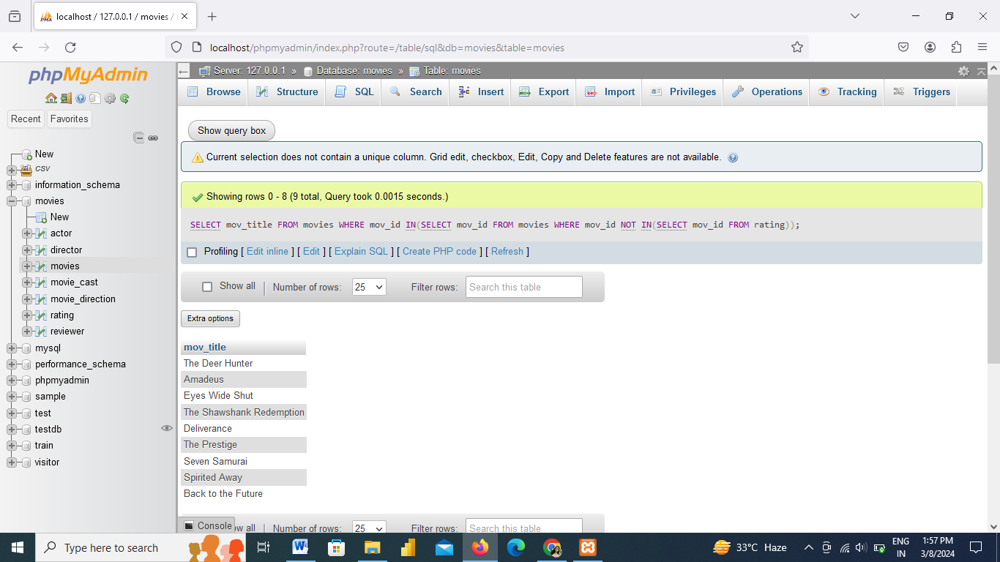 localhost / 127.0.0.1 / movies /
localhost/phpmyadmin/index.php?route=/table/sql&db=movies&table=movies
phpMyAdmin
Recent
Favorites
New
csv
information_schema
movies
New
actor
director
movies
movie_cast
movie_direction
rating
reviewer
mysql
performance_schema
phpmyadmin
sample
test
testdb
train
visitor
Server: 127.0.0.1 » Database: movies » Table: movies
Browse Structure SQL Search Insert Export Import Privileges Operations Tracking Triggers
Show query box
Current selection does not contain a unique column. Grid edit, checkbox, Edit, Copy and Delete features are not available.
Showing rows 0 - 8 (9 total, Query took 0.0015 seconds.)
SELECT mov_title FROM movies WHERE mov_id IN(SELECT mov_id FROM movies WHERE mov_id NOT IN(SELECT mov_id FROM rating));
Profiling [ Edit inline ] [ Edit ] [ Explain SQL ] [ Create PHP code ] [ Refresh ]
Show all | Number of rows: 25 Filter rows: Search this table
Extra options
mov_title
The Deer Hunter
Amadeus
Eyes Wide Shut
The Shawshank Redemption
Deliverance
The Prestige
Seven Samurai
Spirited Away
Back to the Future
Console
all | Number of rows: 25 Filter rows: Search this table
Type here to search
33°C Haze
ENG
IN
1:57 PM
3/8/2024